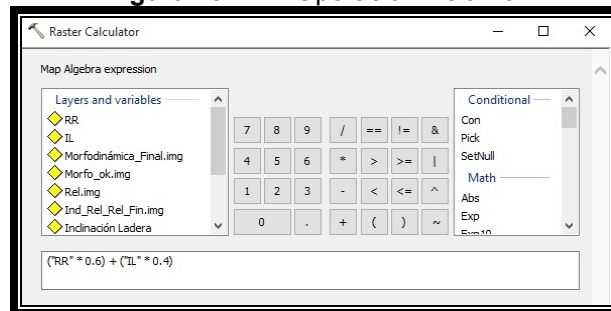 Raster Calculator
Map Algebra expression
Layers and variables
RR
IL
Morfodinámica_Final.img
Morfo_ok.img
Rel.img
Ind_Rel_Rel_Fin.img
Inclinación Ladera
7 8 9 / == != &
4 5 6 * > >= |
1 2 3 - < <= ^
0 . + ( ) ~
Conditional
Con
Pick
SetNull
Math
Abs
Exp
Exp10
("RR" * 0.6) + ("IL" * 0.4)